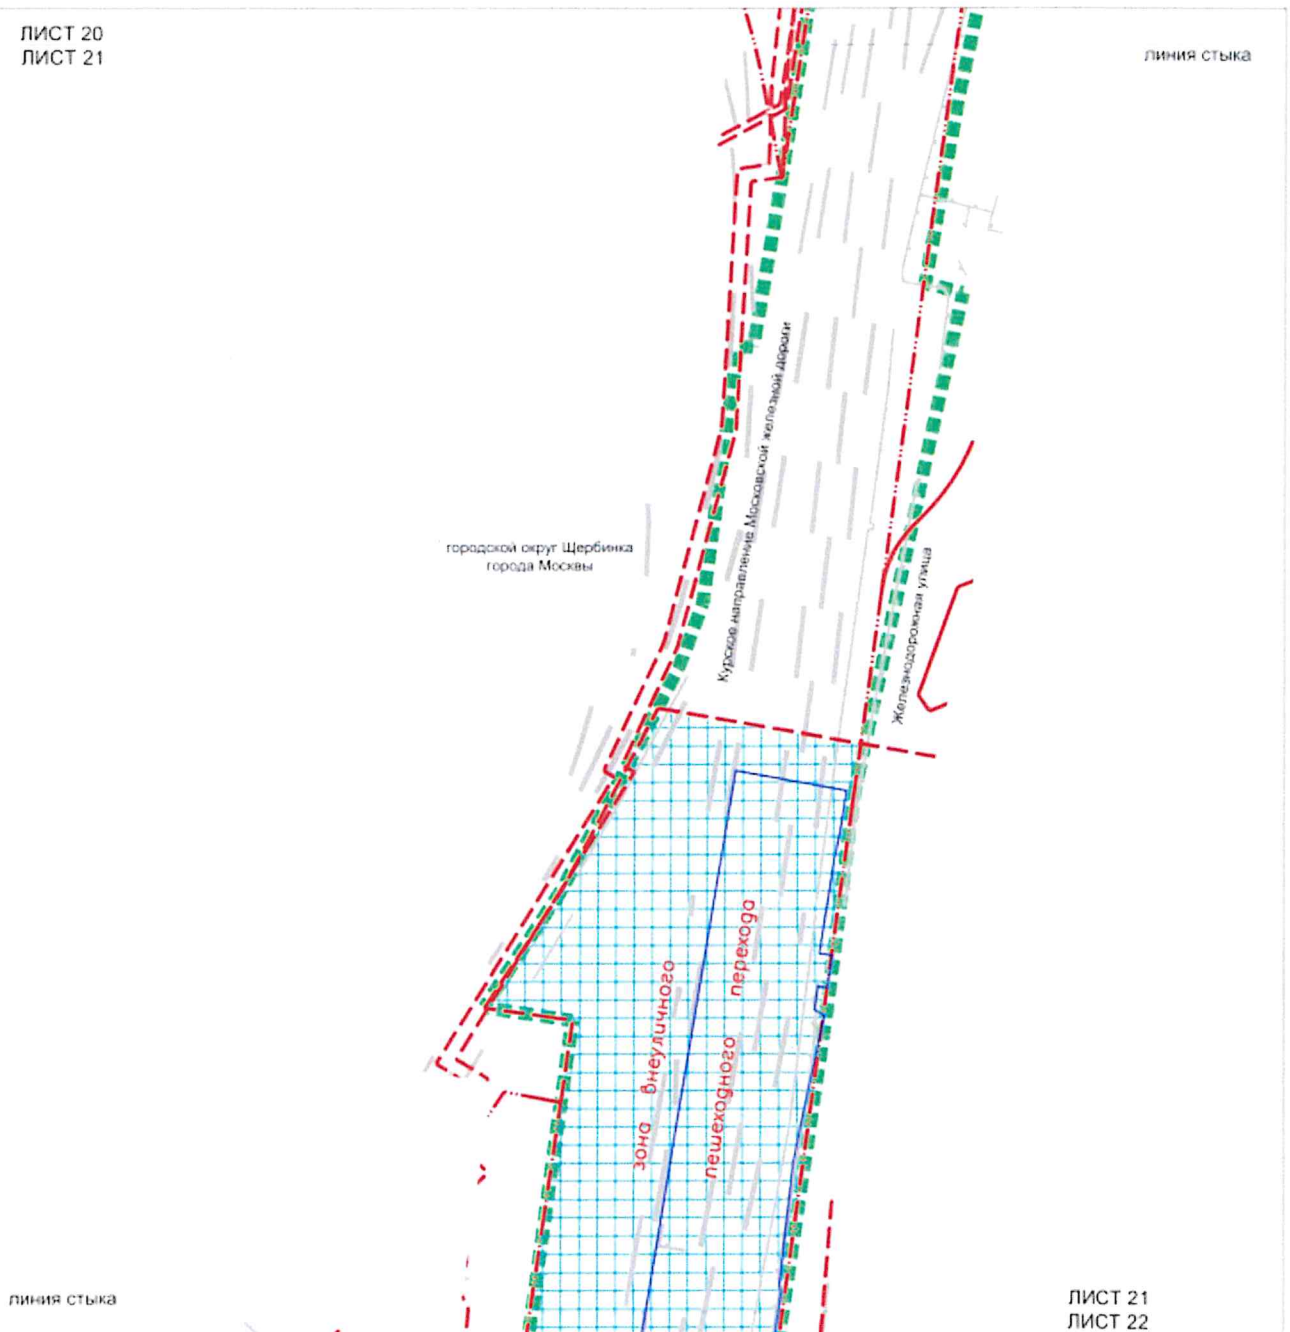 ЛИСТ 20
ЛИСТ 21
линия стыка
Курское направление Московской железной дороги
городской округ Щербинка
города Москвы
Железнодорожная улица
зона внеуличного
пешеходного перехода
линия стыка
ЛИСТ 21
ЛИСТ 22